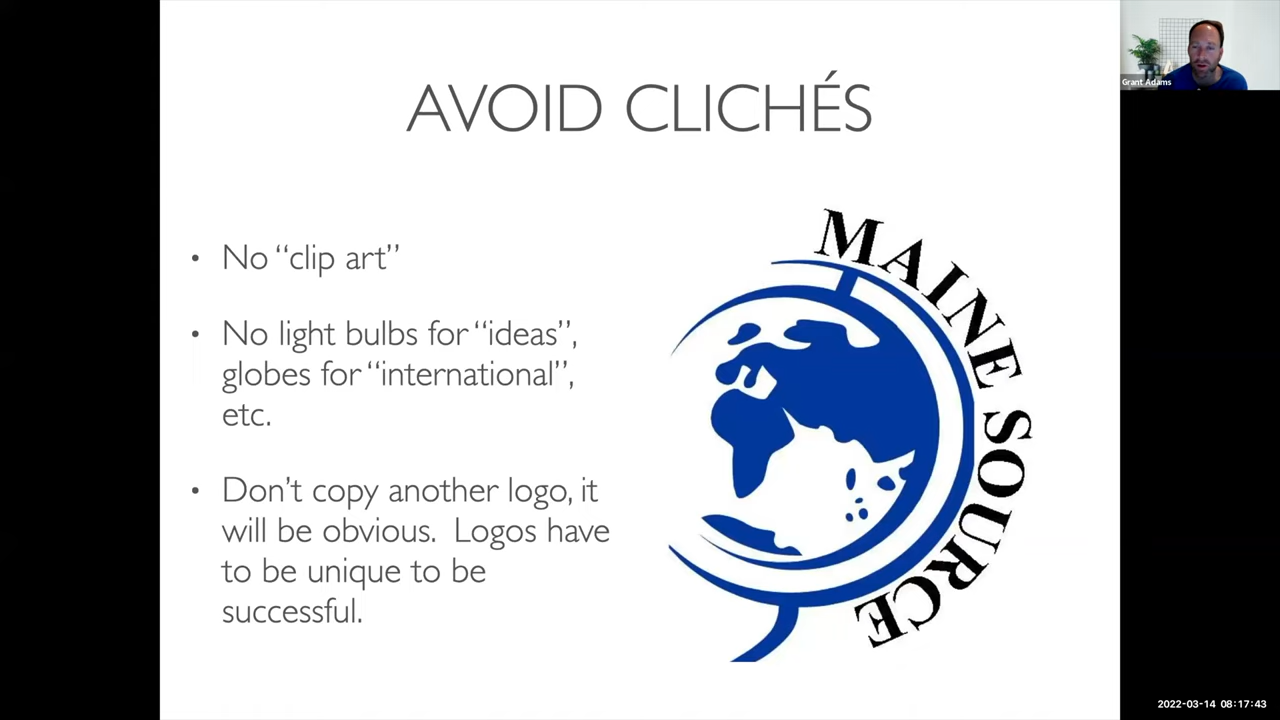 AVOID CLICHÉS
• No “clip art”
• No light bulbs for “ideas”,
globes for “international”,
etc.
• Don’t copy another logo, it
will be obvious.  Logos have
to be unique to be
successful.
MAINE SOURCE
Grant Adams
2022-03-14 08:17:43